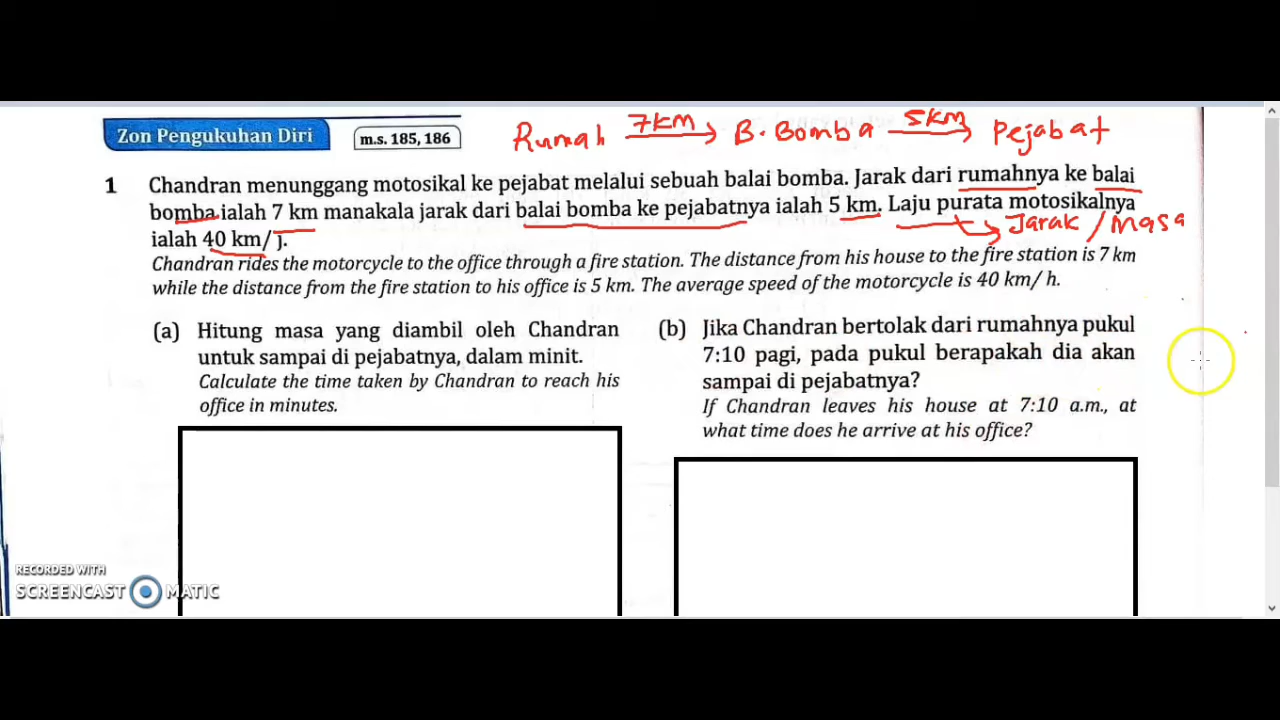 Rumah 7KM B. Bomba 5KM Pejabat
Zon Pengukuhan Diri m.s. 185, 186
1 Chandran menunggang motosikal ke pejabat melalui sebuah balai bomba. Jarak dari rumahnya ke balai
bomba ialah 7 km manakala jarak dari balai bomba ke pejabatnya ialah 5 km. Laju purata motosikalnya
Jarak / Masa
ialah 40 km/ j.
Chandran rides the motorcycle to the office through a fire station. The distance from his house to the fire station is 7 km
while the distance from the fire station to his office is 5 km. The average speed of the motorcycle is 40 km/ h.
(a) Hitung masa yang diambil oleh Chandran
untuk sampai di pejabatnya, dalam minit.
Calculate the time taken by Chandran to reach his
office in minutes.
(b) Jika Chandran bertolak dari rumahnya pukul
7:10 pagi, pada pukul berapakah dia akan
sampai di pejabatnya?
If Chandran leaves his house at 7:10 a.m., at
what time does he arrive at his office?
RECORDED WITH
SCREENCAST MATIC